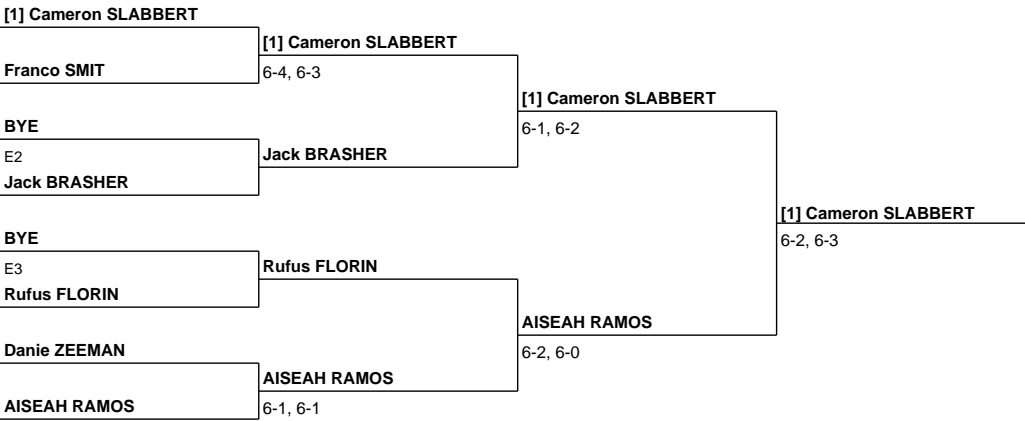 [1] Cameron SLABBERT
Franco SMIT
BYE
E2
Jack BRASHER
BYE
E3
Rufus FLORIN
Danie ZEEMAN
AISEAH RAMOS
[1] Cameron SLABBERT
6-4, 6-3
Jack BRASHER
Rufus FLORIN
AISEAH RAMOS
6-1, 6-1
[1] Cameron SLABBERT
6-1, 6-2
AISEAH RAMOS
6-2, 6-0
[1] Cameron SLABBERT
6-2, 6-3